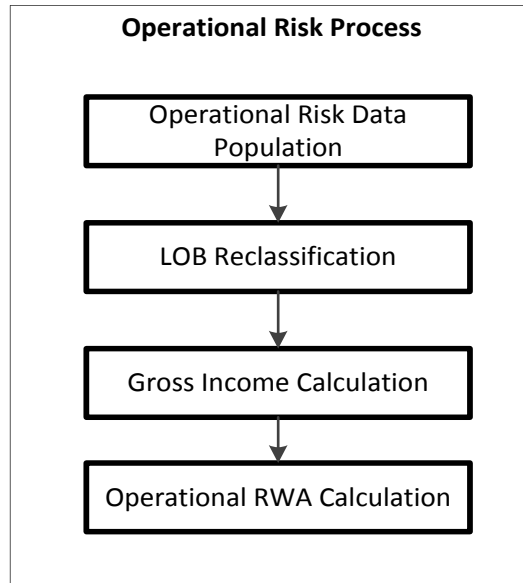 Operational Risk Process
Operational Risk Data
Population
LOB Reclassification
Gross Income Calculation
Operational RWA Calculation